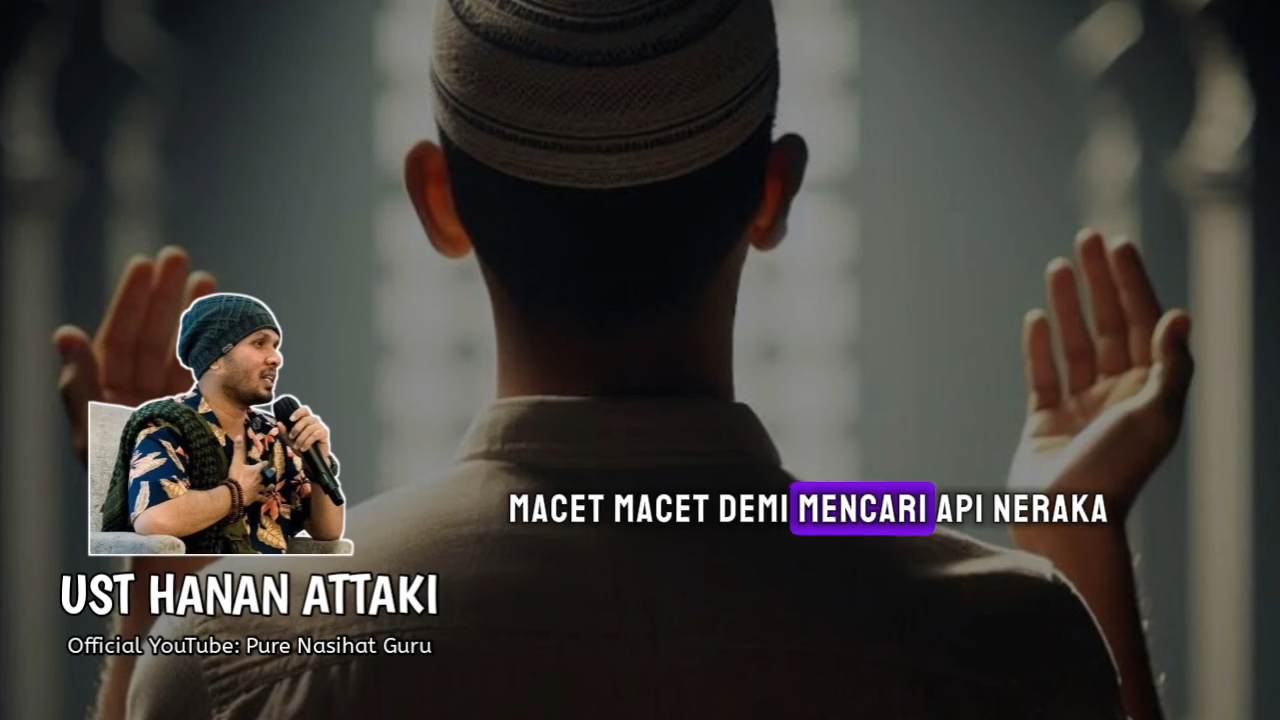 MACET MACET DEMI MENCARI API NERAKA
UST HANAN ATTAKI
Official YouTube: Pure Nasihat Guru